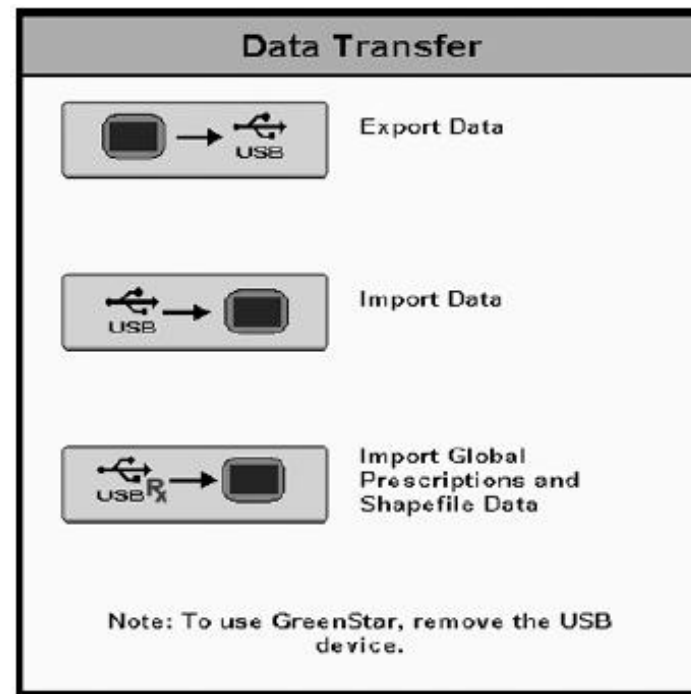 Data Transfer
USB
Export Data
USB
Import Data
USB Rx
Import Global
Prescriptions and
Shapefile Data
Note: To use GreenStar, remove the USB
device.